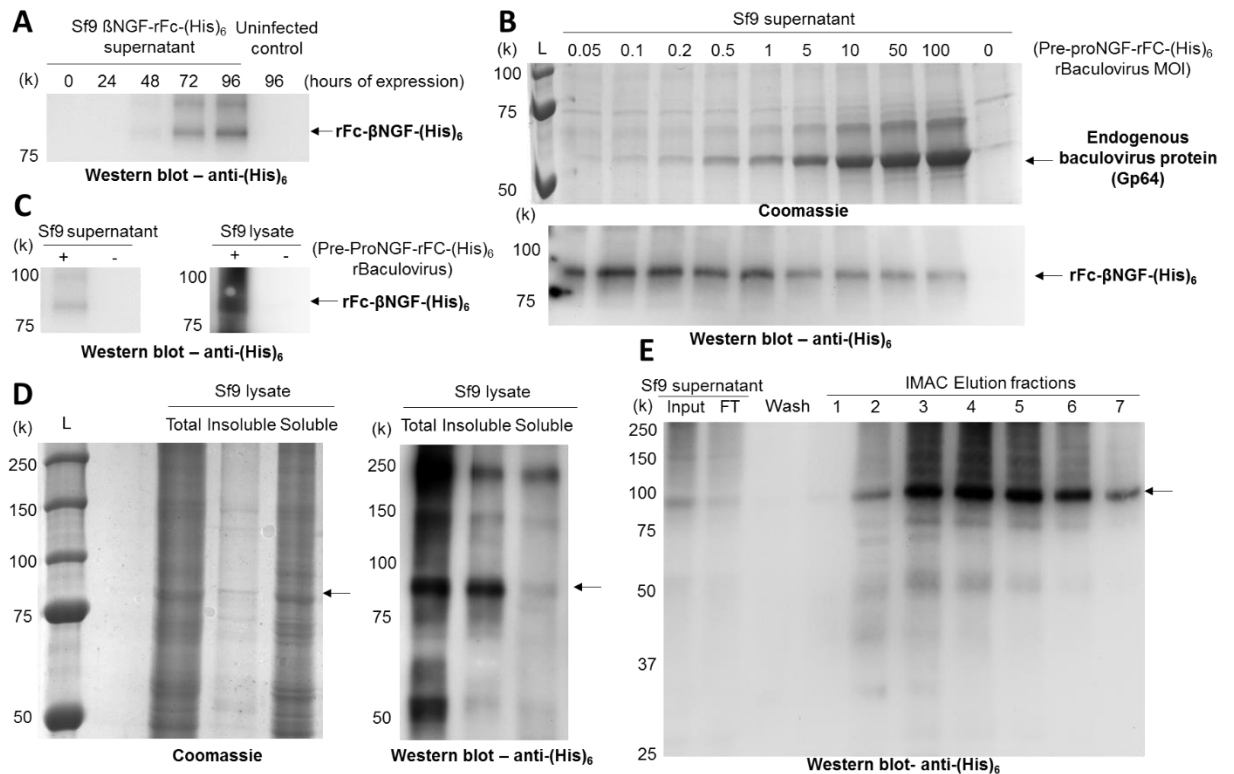 A
Sf9 ßNGF-rFc-(His)6
supernatant
Uninfected
control
(k) 0 24 48 72 96 96 (hours of expression)
rFc-βNGF-(His)6
75
Western blot – anti-(His)6
B
Sf9 supernatant
(k) L 0.05 0.1 0.2 0.5 1 5 10 50 100 0 (Pre-proNGF-rFC-(His)6
rBaculovirus MOI)
100
75
50
Endogenous
baculovirus protein
(Gp64)
Coomassie
(k)
100
75
rFc-βNGF-(His)6
Western blot – anti-(His)6
C
Sf9 supernatant
Sf9 lysate
(k) + - + - (Pre-ProNGF-rFC-(His)6
rBaculovirus)
100 100
75 75
rFc-βNGF-(His)6
Western blot – anti-(His)6
D
Sf9 lysate
(k) L Total Insoluble Soluble
250
150
100
75
50
Coomassie
Sf9 lysate
(k) Total Insoluble Soluble
250
150
100
75
50
Western blot – anti-(His)6
E
Sf9 supernatant
IMAC Elution fractions
(k) Input FT Wash 1 2 3 4 5 6 7
250
150
100
75
50
37
25
Western blot- anti-(His)6